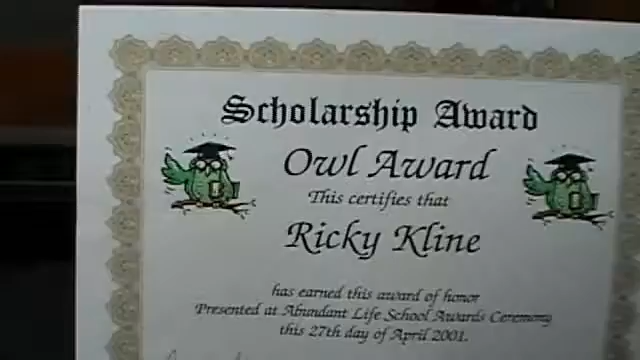 Scholarship Award
Owl Award
This certifies that
Ricky Kline
has earned this award of honor
Presented at Abundant Life School Awards Ceremony
this 27th day of April 2001.